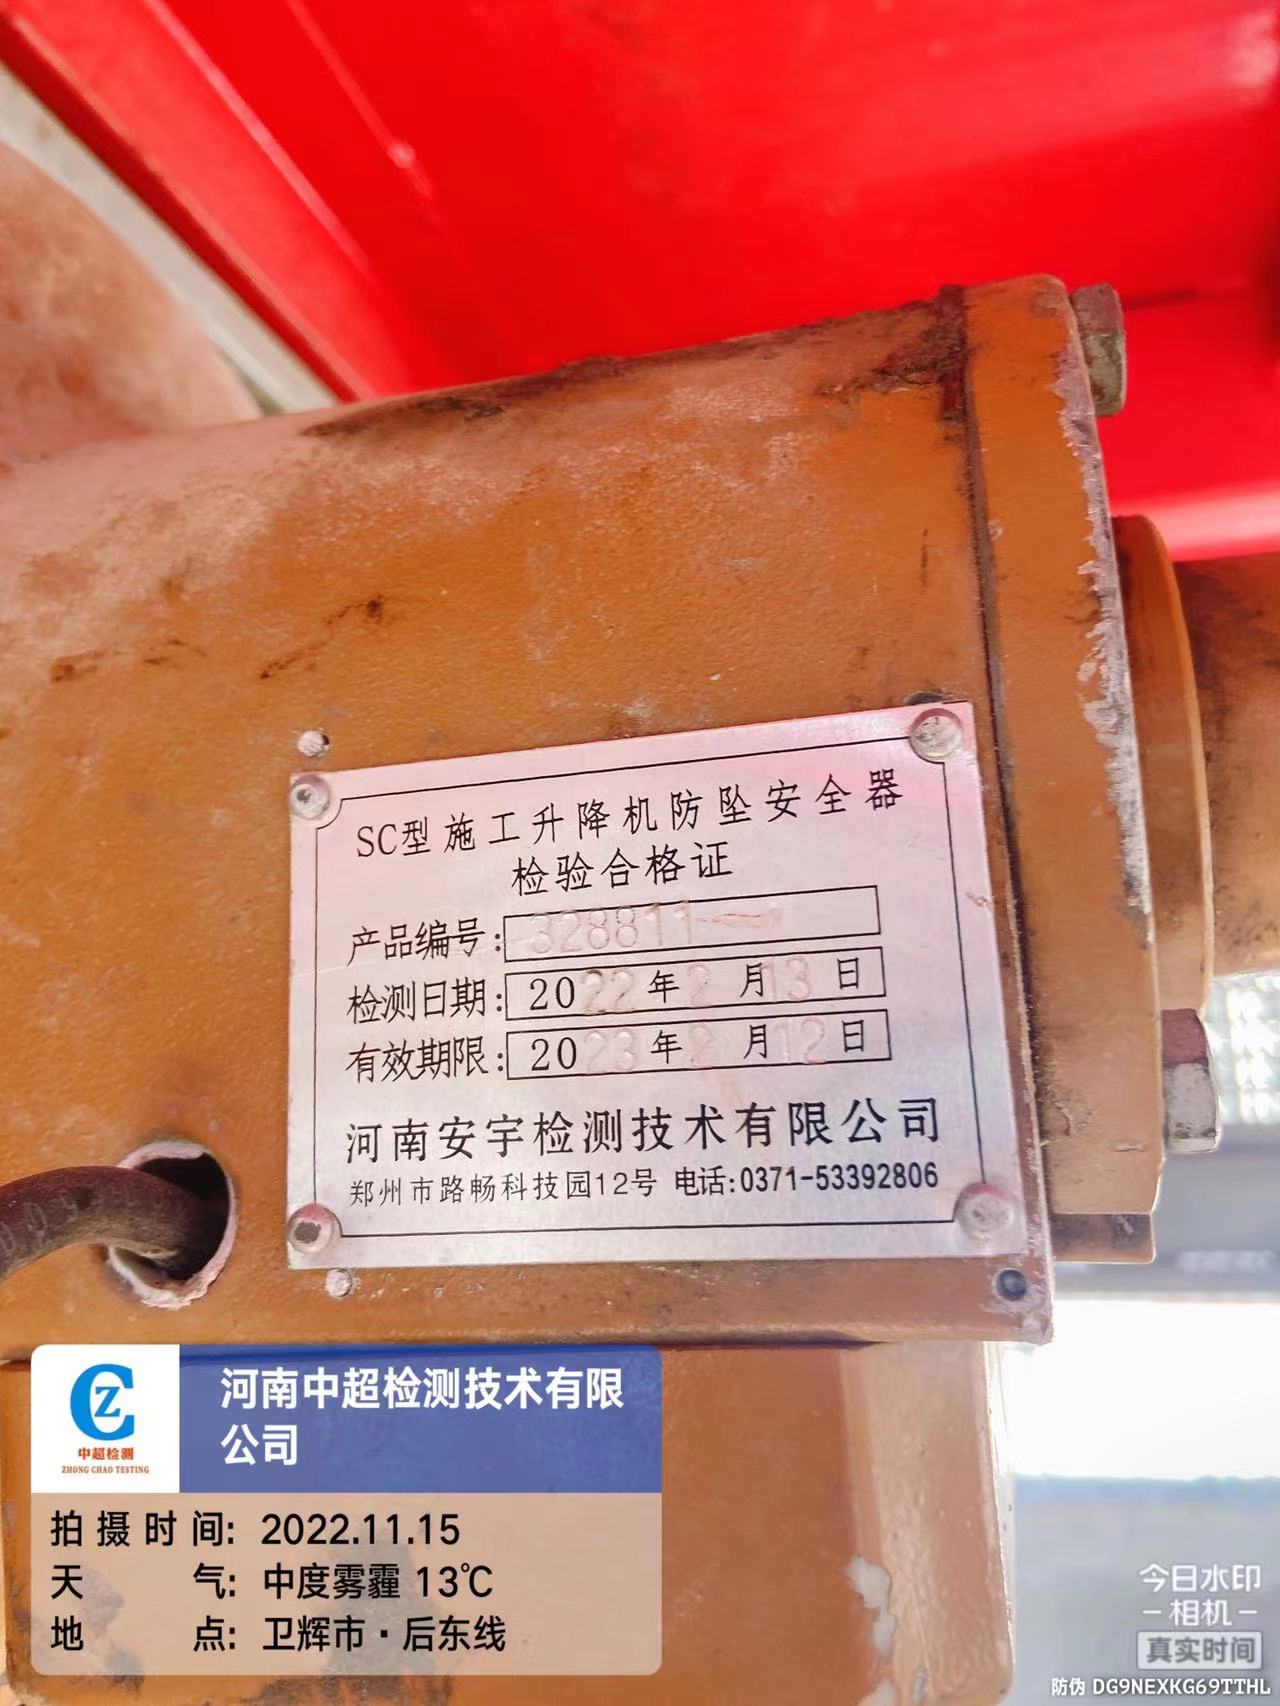 SC型施工升降机防坠安全器
检验合格证
产品编号: 328811
检测日期: 2022年2月13日
有效期限: 2023年2月12日
河南安宇检测技术有限公司
郑州市路畅科技园12号 电话:0371-53392806
河南中超检测技术有限
公司
CZ
中超检测
ZHONG CHAO TESTING
拍摄时间: 2022.11.15
天气: 中度雾霾 13℃
地点: 卫辉市·后东线
今日水印
相机
真实时间
防伪 DG9NEXKG69TTHL